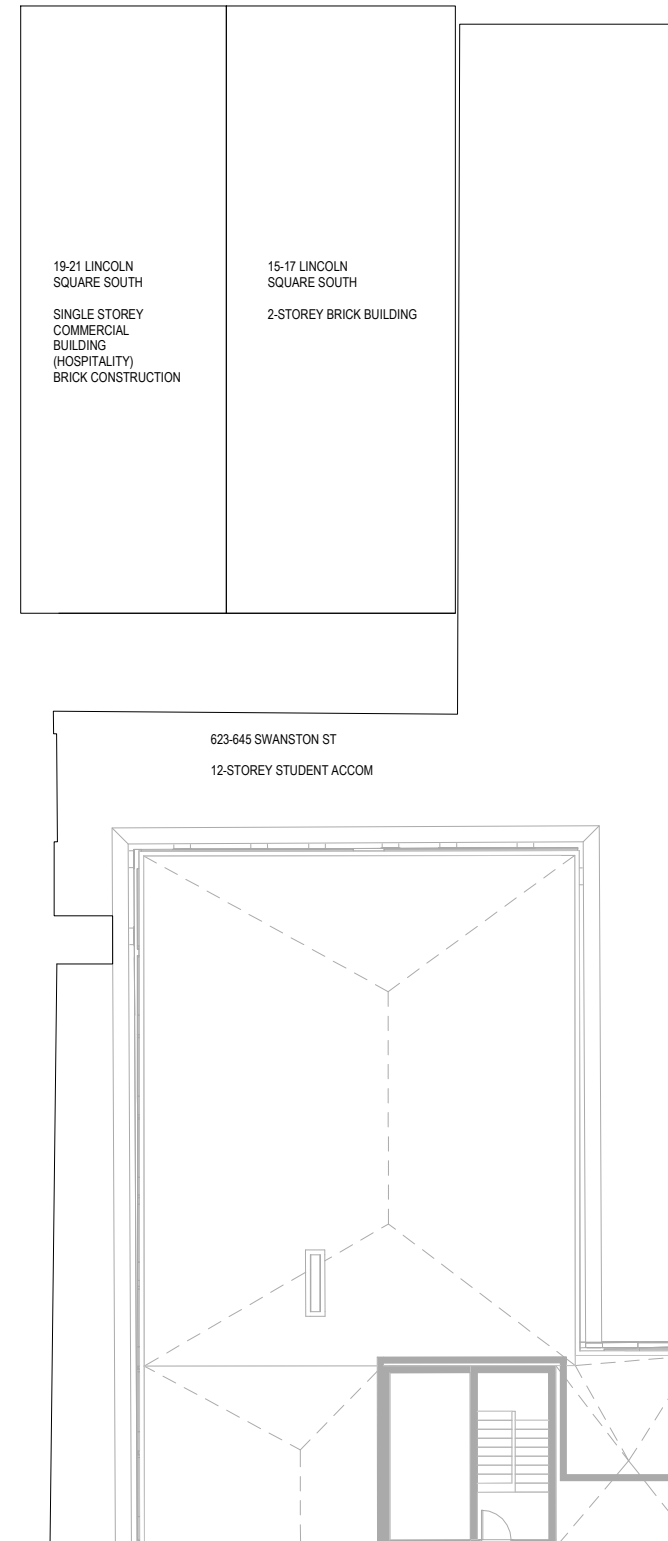 19-21 LINCOLN
SQUARE SOUTH
SINGLE STOREY
COMMERCIAL
BUILDING
(HOSPITALITY)
BRICK CONSTRUCTION
15-17 LINCOLN
SQUARE SOUTH
2-STOREY BRICK BUILDING
623-645 SWANSTON ST
12-STOREY STUDENT ACCOM